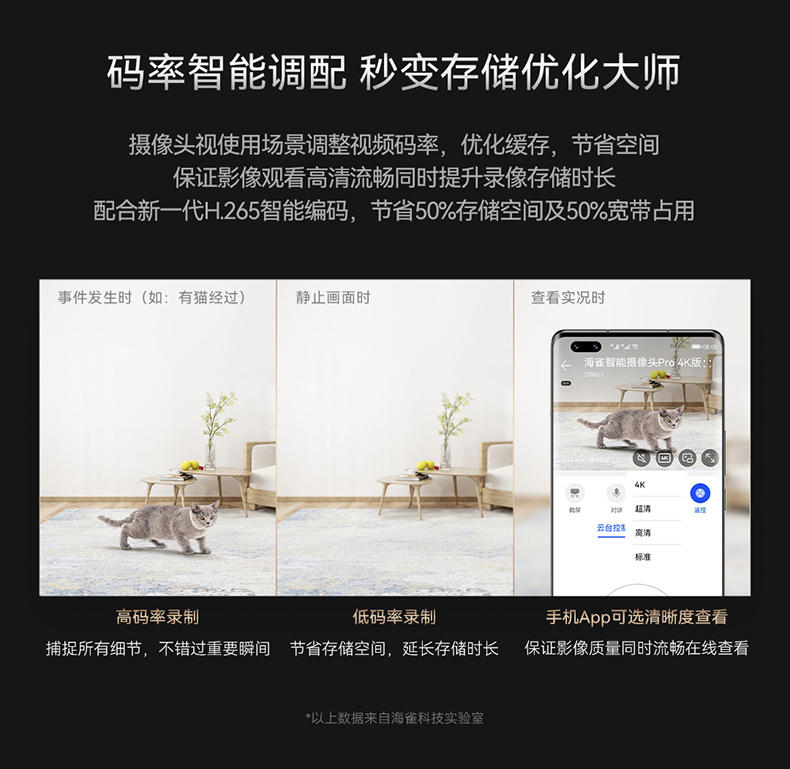 码率智能调配 秒变存储优化大师
摄像头视使用场景调整视频码率，优化缓存，节省空间
保证影像观看高清流畅同时提升录像存储时长
配合新一代H.265智能编码，节省50%存储空间及50%宽带占用
事件发生时（如：有猫经过）
静止画面时
查看实况时
08:08
海雀智能摄像头Pro 4K版
4K
4K
超清
高清
标准
截屏
对讲
遥控
云台控制
高码率录制
低码率录制
手机App可选清晰度查看
捕捉所有细节，不错过重要瞬间
节省存储空间，延长存储时长
保证影像质量同时流畅在线查看
*以上数据来自海雀科技实验室